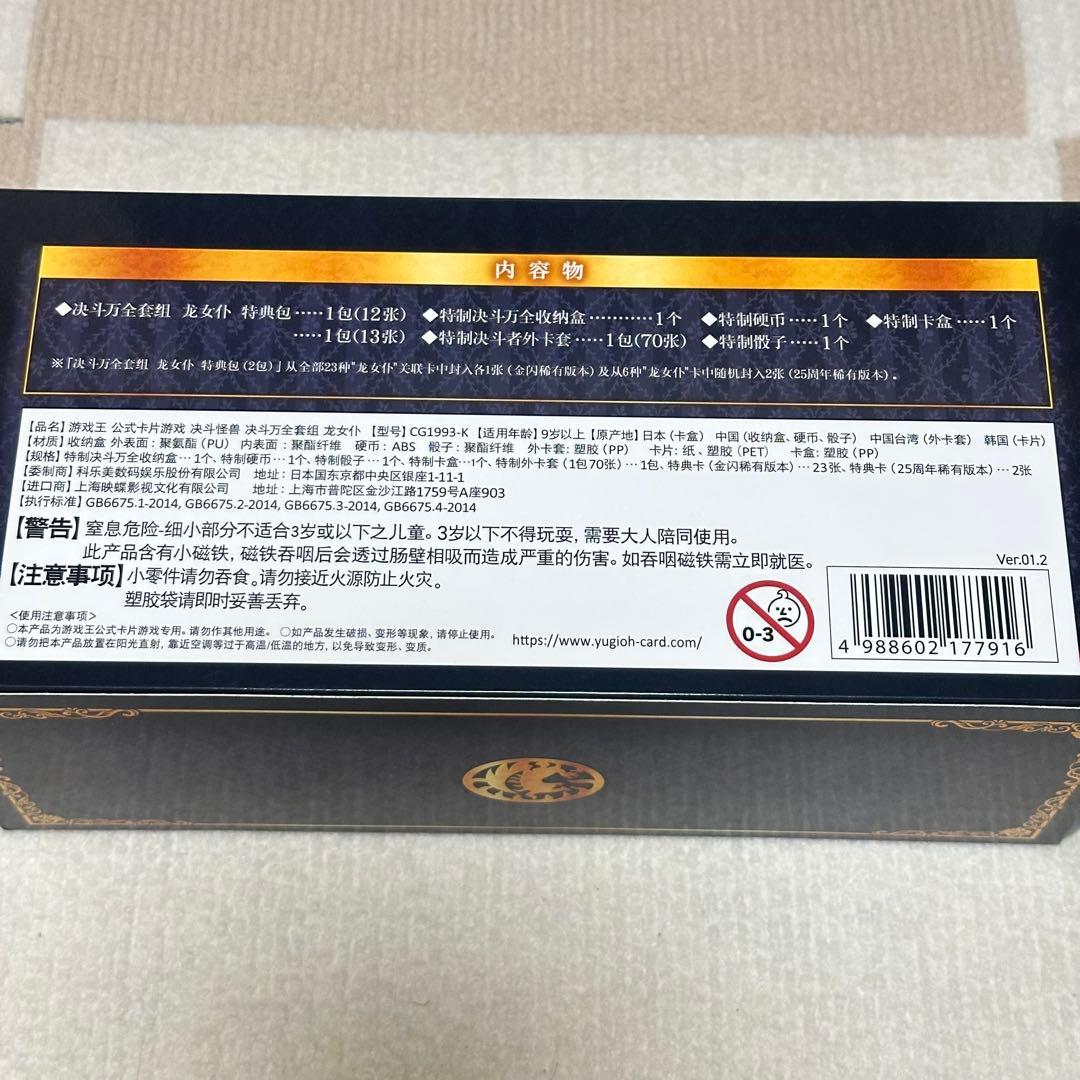 内容物
◆决斗万全套组 龙女仆 特典包‥‥‥1包(12张) ◆特制决斗万全收纳盒‥‥‥‥‥‥1个 ◆特制硬币‥‥‥1个 ◆特制卡盒‥‥‥1个
‥‥‥1包(13张) ◆特制决斗者外卡套‥‥‥1包(70张) ◆特制骰子‥‥‥1个
※「决斗万全套组 龙女仆 特典包(2包)」从全部23种"龙女仆"关联卡中封入各1张(金闪稀有版本)及从6种"龙女仆"卡中随机封入2张(25周年稀有版本)。
【品名】游戏王 公式卡片游戏 决斗怪兽 决斗万全套组 龙女仆 【型号】CG1993-K 【适用年龄】9岁以上 【原产地】日本(卡盒) 中国(收纳盒、硬币、骰子) 中国台湾(外卡套) 韩国(卡片)
【材质】收纳盒 外表面:聚氨酯(PU) 内表面:聚酯纤维 硬币:ABS 骰子:聚酯纤维 外卡套:塑胶(PP) 卡片:纸、塑胶(PET) 卡盒:塑胶(PP)
【规格】特制决斗万全收纳盒…1个、特制硬币…1个、特制骰子…1个、特制卡盒…1个、特制外卡套(1包70张)…1包、特典卡(金闪稀有版本)…23张、特典卡(25周年稀有版本)…2张
【委制商】科乐美数码娱乐股份有限公司 地址:日本国东京都中央区银座1-11-1
【进口商】上海映蝶影视文化有限公司 地址:上海市普陀区金沙江路1759号A座903
【执行标准】GB6675.1-2014, GB6675.2-2014, GB6675.3-2014, GB6675.4-2014
【警告】窒息危险-细小部分不适合3岁或以下之儿童。3岁以下不得玩耍,需要大人陪同使用。
此产品含有小磁铁,磁铁吞咽后会透过肠壁相吸而造成严重的伤害。如吞咽磁铁需立即就医。
【注意事项】小零件请勿吞食。请勿接近火源防止火灾。
塑胶袋请即时妥善丢弃。
<使用注意事项>
○本产品为游戏王公式卡片游戏专用。请勿作其他用途。 ○如产品发生破损、变形等现象,请停止使用。
○请勿把本产品放置在阳光直射,靠近空调等过于高温/低温的地方,以免导致变形、变质。
https://www.yugioh-card.com/
0-3
Ver.01.2
4 988602 177916